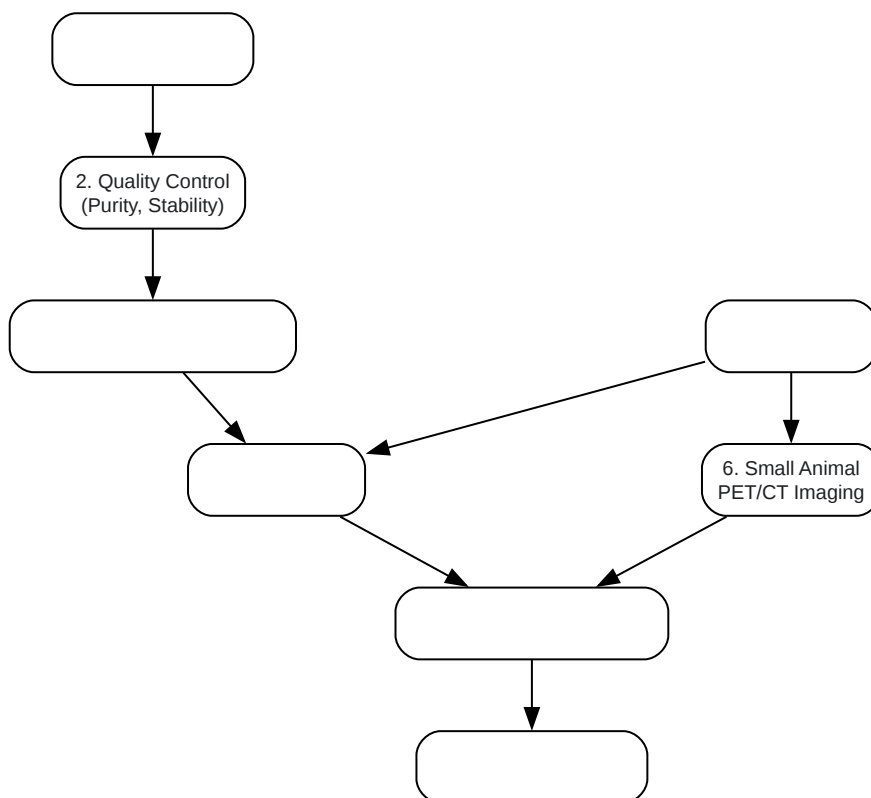 2. Quality Control
(Purity, Stability)
6. Small Animal
PET/CT Imaging